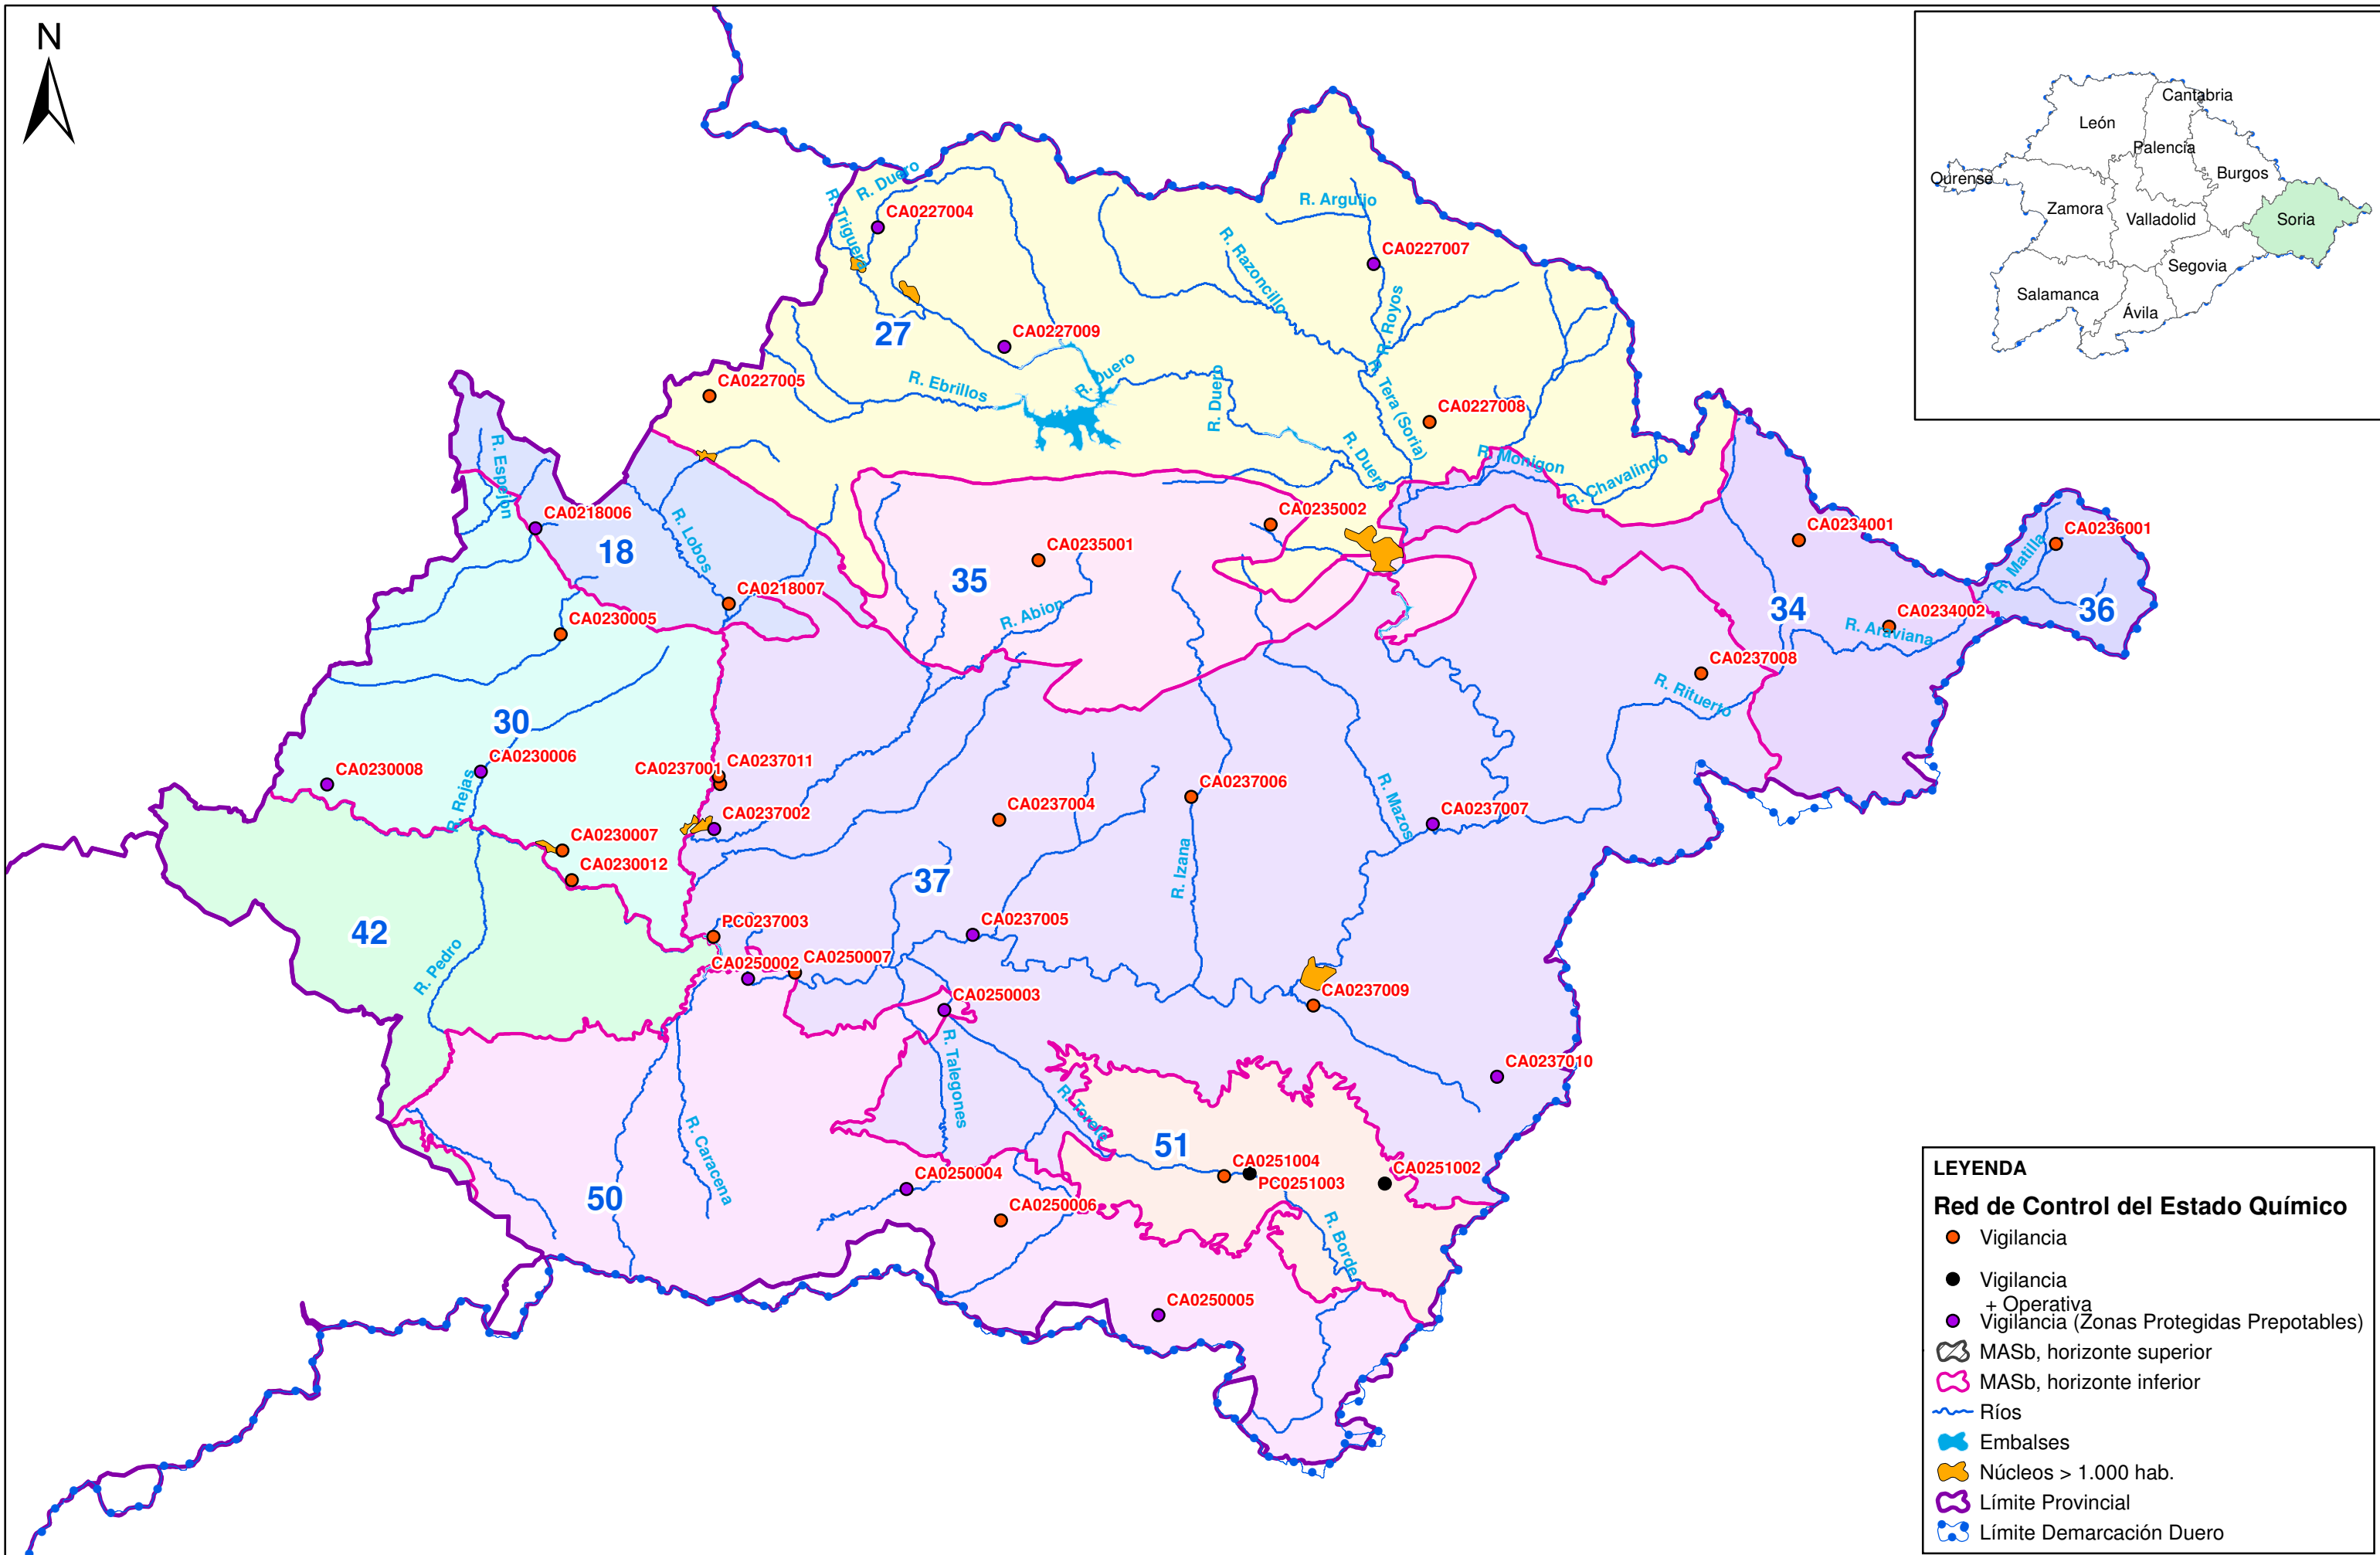 N
León
Cantabria
Palencia
Burgos
Ourense
Zamora
Valladolid
Soria
Segovia
Salamanca
Ávila
R. Duero
R. Triguera
CA0227004
R. Arguijo
R. Razoncillo
CA0227007
R. Royos
27
CA0227009
R. Duero
R. Duero
R. Tera (Soria)
CA0227005
R. Ebrillos
CA0227008
R. Duero
R. Monigon
R. Chavalindo
R. Espejon
CA0218006
18
R. Lobos
CA0218007
CA0235002
CA0235001
35
R. Abion
CA0234001
CA0236001
R. Matilla
34
36
CA0234002
R. Araviana
CA0230005
CA0237008
R. Rituerto
30
CA0230008
CA0230006
R. Rejas
CA0237001
CA0237011
CA0237002
CA0237004
CA0237006
R. Mazos
CA0237007
CA0230007
CA0230012
37
R. Izana
42
R. Pedro
PC0237003
CA0237005
CA0250002
CA0250007
CA0250003
CA0237009
R. Talegones
CA0237010
R. Torete
R. Caracena
51
CA0251004
PC0251003
CA0251002
50
CA0250004
CA0250006
R. Bordecorex
CA0250005
LEYENDA
Red de Control del Estado Químico
Vigilancia
Vigilancia
+ Operativa
Vigilancia (Zonas Protegidas Prepotables)
MASb, horizonte superior
MASb, horizonte inferior
Ríos
Embalses
Núcleos > 1.000 hab.
Límite Provincial
Límite Demarcación Duero